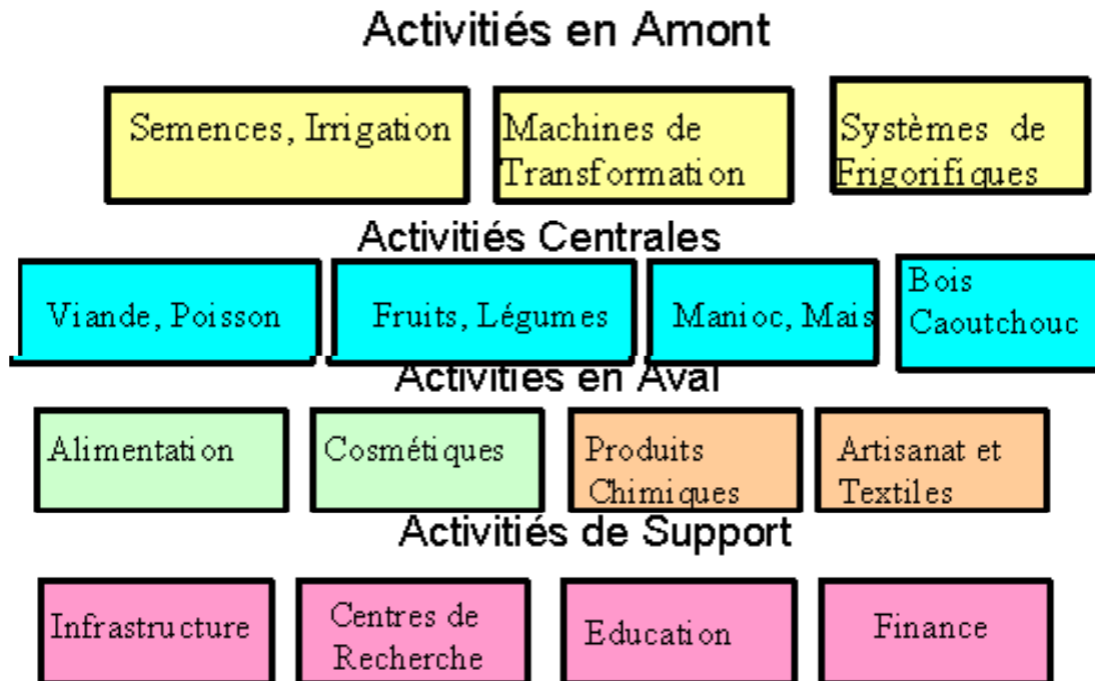 Activitiés en Amont
Semences, Irrigation
Machines de
Transformation
Systèmes de
Frigorifiques
Activitiés Centrales
Viande, Poisson
Fruits, Légumes
Manioc, Mais
Bois
Caoutchouc
Activitiés en Aval
Alimentation
Cosmétiques
Produits
Chimiques
Artisanat et
Textiles
Activitiés de Support
Infrastructure
Centres de
Recherche
Education
Finance